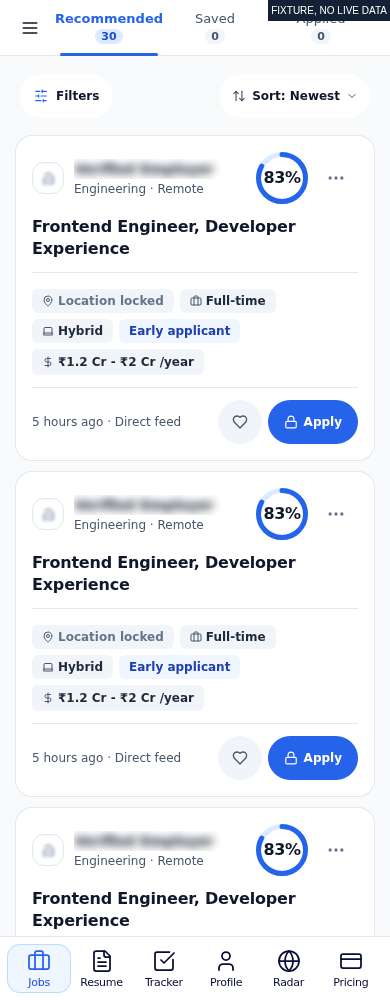 FIXTURE, NO LIVE DATA
Recommended Saved Applied
30 0 0
Filters Sort: Newest
83%
Engineering · Remote
Frontend Engineer, Developer
Experience
Location locked Full-time
Hybrid Early applicant
₹1.2 Cr - ₹2 Cr /year
5 hours ago · Direct feed Apply
83%
Engineering · Remote
Frontend Engineer, Developer
Experience
Location locked Full-time
Hybrid Early applicant
₹1.2 Cr - ₹2 Cr /year
5 hours ago · Direct feed Apply
83%
Engineering · Remote
Frontend Engineer, Developer
Experience
Jobs Resume Tracker Profile Radar Pricing